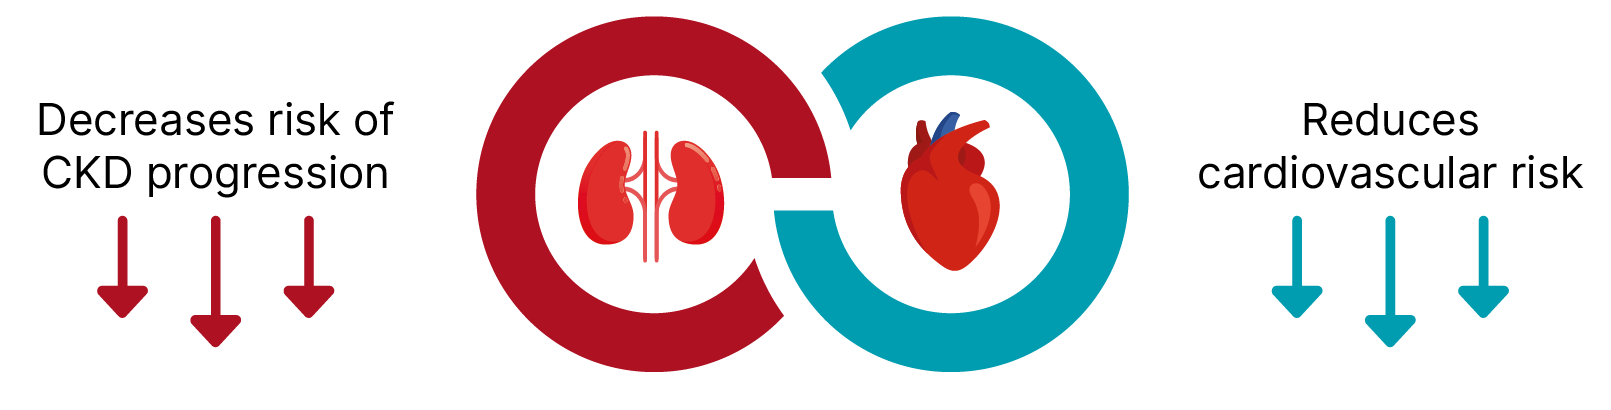 Decreases risk of
CKD progression
Reduces
cardiovascular risk